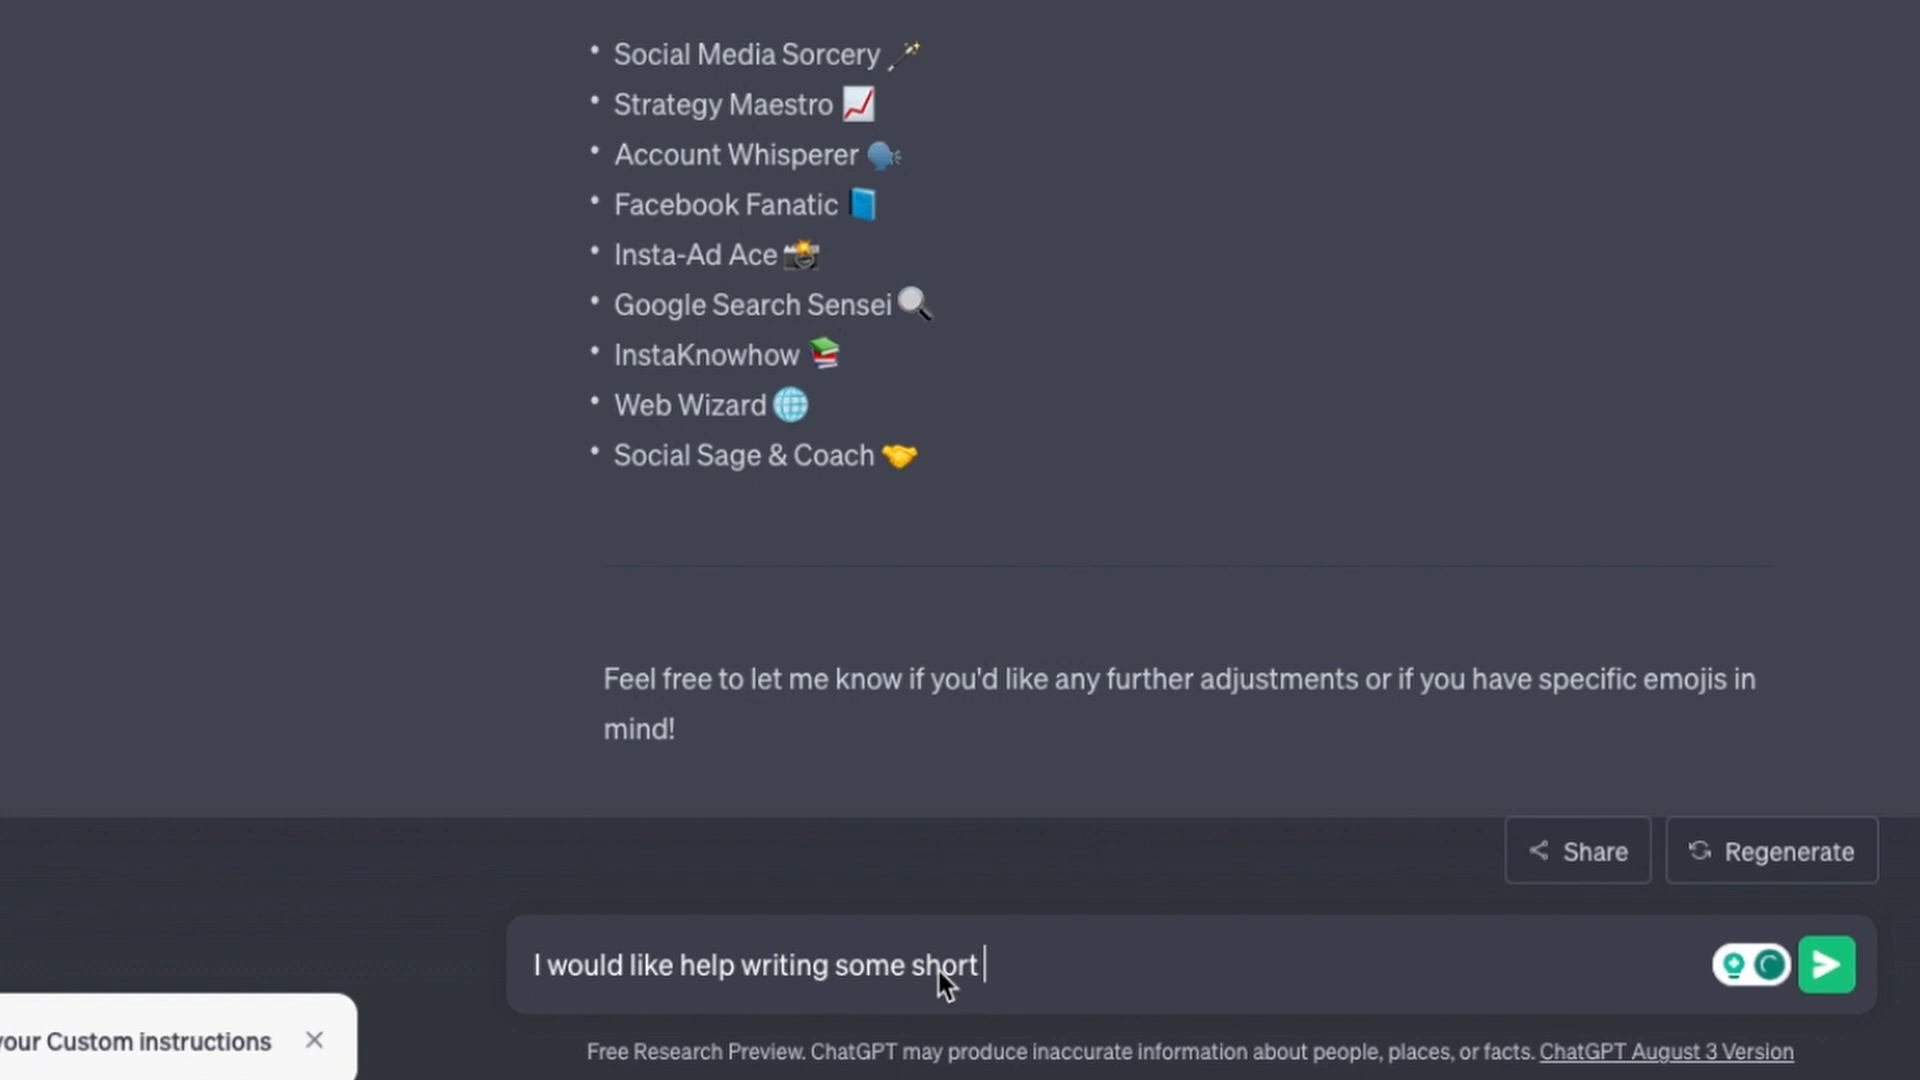 • Social Media Sorcery 🪄
• Strategy Maestro 📈
• Account Whisperer 🗣️
• Facebook Fanatic 📘
• Insta-Ad Ace 📸
• Google Search Sensei 🔍
• InstaKnowhow 📚
• Web Wizard 🌐
• Social Sage & Coach 🤝
Feel free to let me know if you'd like any further adjustments or if you have specific emojis in
mind!
Share
Regenerate
I would like help writing some short
your Custom instructions
Free Research Preview. ChatGPT may produce inaccurate information about people, places, or facts. ChatGPT August 3 Version